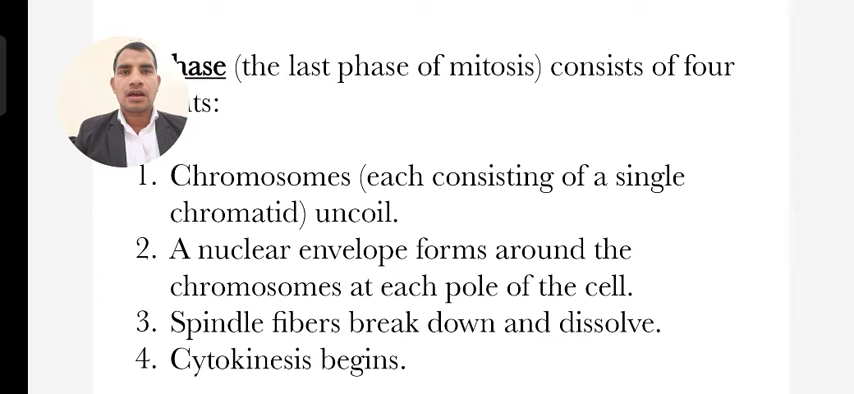 hase (the last phase of mitosis) consists of four
ts:
1. Chromosomes (each consisting of a single
chromatid) uncoil.
2. A nuclear envelope forms around the
chromosomes at each pole of the cell.
3. Spindle fibers break down and dissolve.
4. Cytokinesis begins.